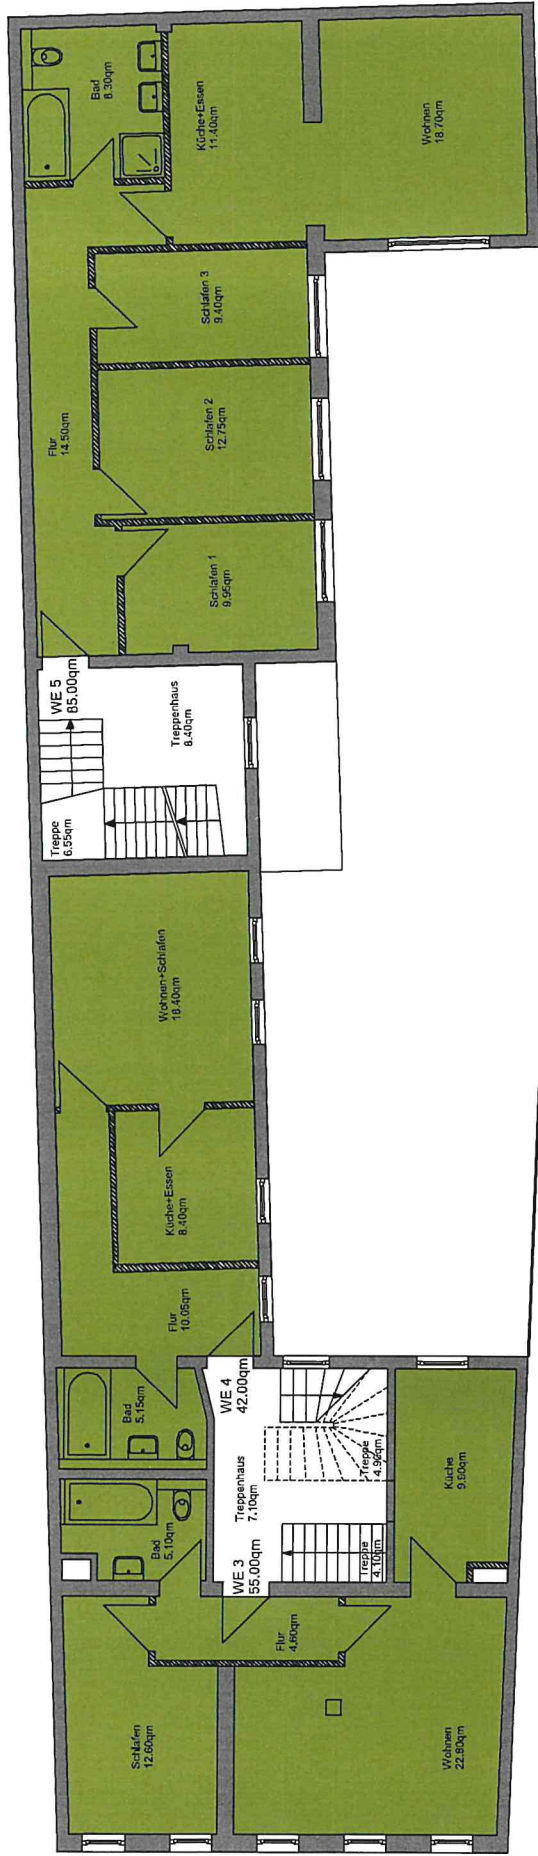 Bad
8.30qm
Küche+Essen
11.40qm
Wohnen
18.70qm
Schlafen 3
9.40qm
Flur
14.50qm
Schlafen 2
12.75qm
Schlafen 1
9.95qm
WE 5
85.00qm
Treppenhaus
8.40qm
Treppe
6.55qm
Wohnen+Schlafen
18.40qm
Küche+Essen
8.40qm
Flur
10.05qm
Bad
5.15qm
WE 4
42.00qm
Treppenhaus
7.10qm
Treppe
4.90qm
Küche
9.90qm
Bad
5.10qm
WE 3
55.00qm
Treppe
4.10qm
Flur
4.60qm
Schlafen
12.60qm
Wohnen
22.80qm